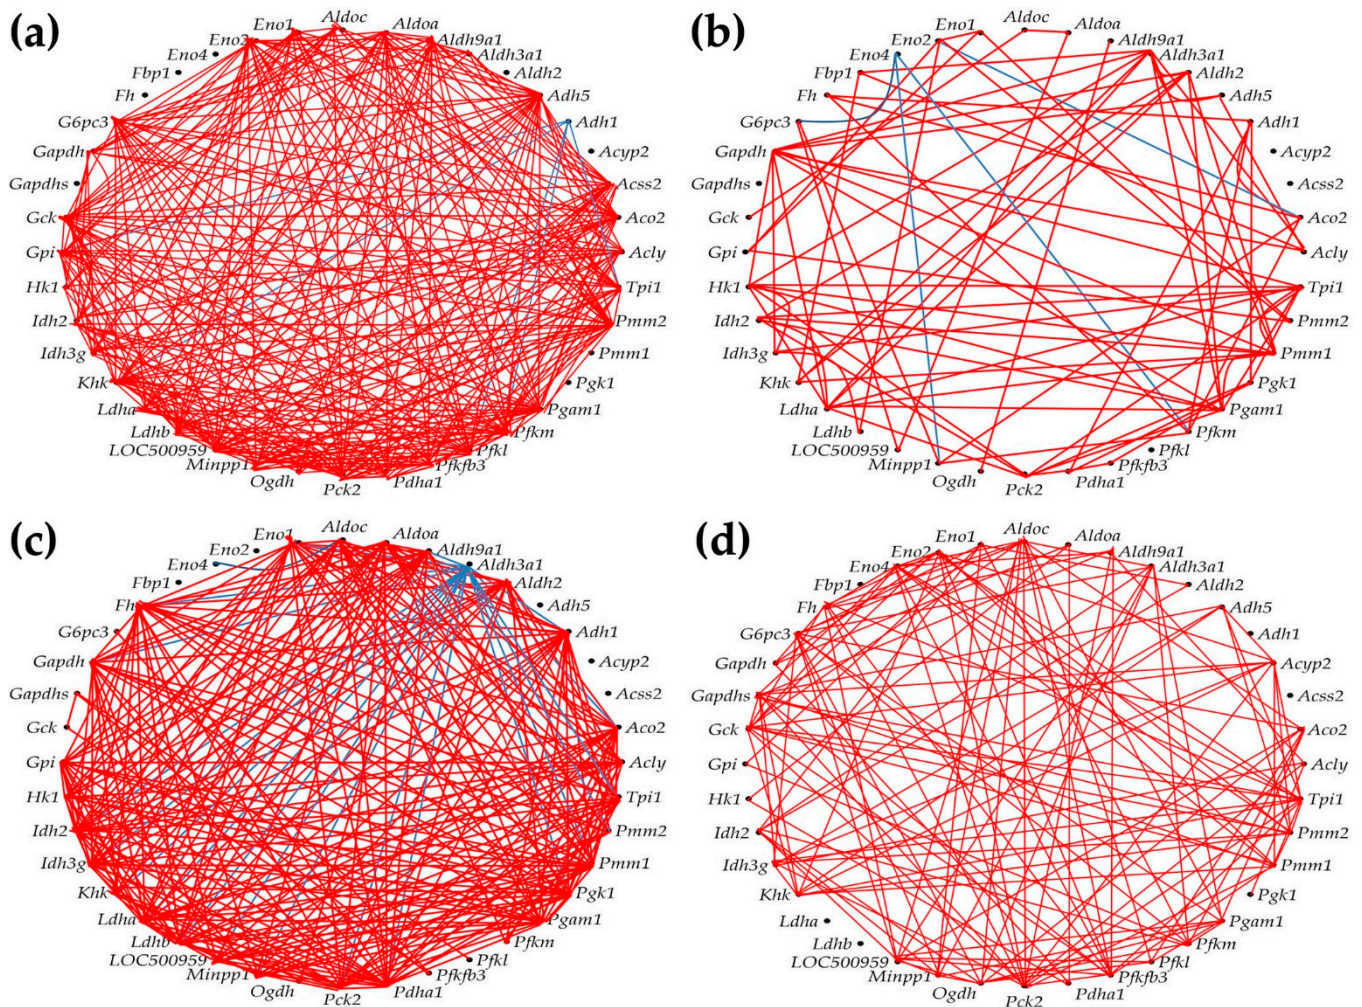 (a)
Aldoc
Aldoa
Aldh9a1
Aldh3a1
Aldh2
Adh5
Adh1
Acyp2
Acss2
Aco2
Acly
Tpi1
Pmm2
Pmm1
Pgk1
Pgam1
Pfkm
Pfkl
Pfkfb3
Pdha1
Pck2
Ogdh
Minpp1
LOC500959
Ldhb
Ldha
Khk
Idh3g
Idh2
Hk1
Gpi
Gck
Gapdhs
Gapdh
G6pc3
Fh
Fbp1
Eno4
Eno2
Eno1
(b)
Aldoc
Aldoa
Aldh9a1
Aldh3a1
Aldh2
Adh5
Adh1
Acyp2
Acss2
Aco2
Acly
Tpi1
Pmm2
Pmm1
Pgk1
Pgam1
Pfkm
Pfkl
Pfkfb3
Pdha1
Pck2
Ogdh
Minpp1
LOC500959
Ldhb
Ldha
Khk
Idh3g
Idh2
Hk1
Gpi
Gck
Gapdhs
Gapdh
G6pc3
Fh
Fbp1
Eno4
Eno2
Eno1
(c)
Aldoc
Aldoa
Aldh9a1
Aldh3a1
Aldh2
Adh5
Adh1
Acyp2
Acss2
Aco2
Acly
Tpi1
Pmm2
Pmm1
Pgk1
Pgam1
Pfkm
Pfkl
Pfkfb3
Pdha1
Pck2
Ogdh
Minpp1
LOC500959
Ldhb
Ldha
Khk
Idh3g
Idh2
Hk1
Gpi
Gck
Gapdhs
Gapdh
G6pc3
Fh
Fbp1
Eno4
Eno2
Eno1
(d)
Aldoc
Aldoa
Aldh9a1
Aldh3a1
Aldh2
Adh5
Adh1
Acyp2
Acss2
Aco2
Acly
Tpi1
Pmm2
Pmm1
Pgk1
Pgam1
Pfkm
Pfkl
Pfkfb3
Pdha1
Pck2
Ogdh
Minpp1
LOC500959
Ldhb
Ldha
Khk
Idh3g
Idh2
Hk1
Gpi
Gck
Gapdhs
Gapdh
G6pc3
Fh
Fbp1
Eno4
Eno2
Eno1